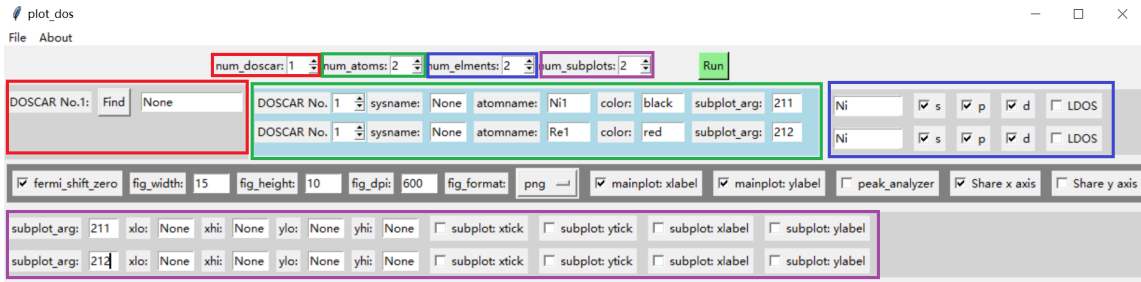 plot_dos
File About
num_doscar: 1 num_atoms: 2 num_elments: 2 num_subplots: 2 Run
DOSCAR No.1: Find None DOSCAR No. 1 sysname: None atomname: Ni1 color: black subplot_arg: 211 Ni s p d LDOS
DOSCAR No. 1 sysname: None atomname: Re1 color: red subplot_arg: 212 Ni s p d LDOS
fermi_shift_zero fig_width: 15 fig_height: 10 fig_dpi: 600 fig_format: png mainplot: xlabel mainplot: ylabel peak_analyzer Share x axis Share y axis
subplot_arg: 211 xlo: None xhi: None ylo: None yhi: None subplot: xtick subplot: ytick subplot: xlabel subplot: ylabel
subplot_arg: 212 xlo: None xhi: None ylo: None yhi: None subplot: xtick subplot: ytick subplot: xlabel subplot: ylabel